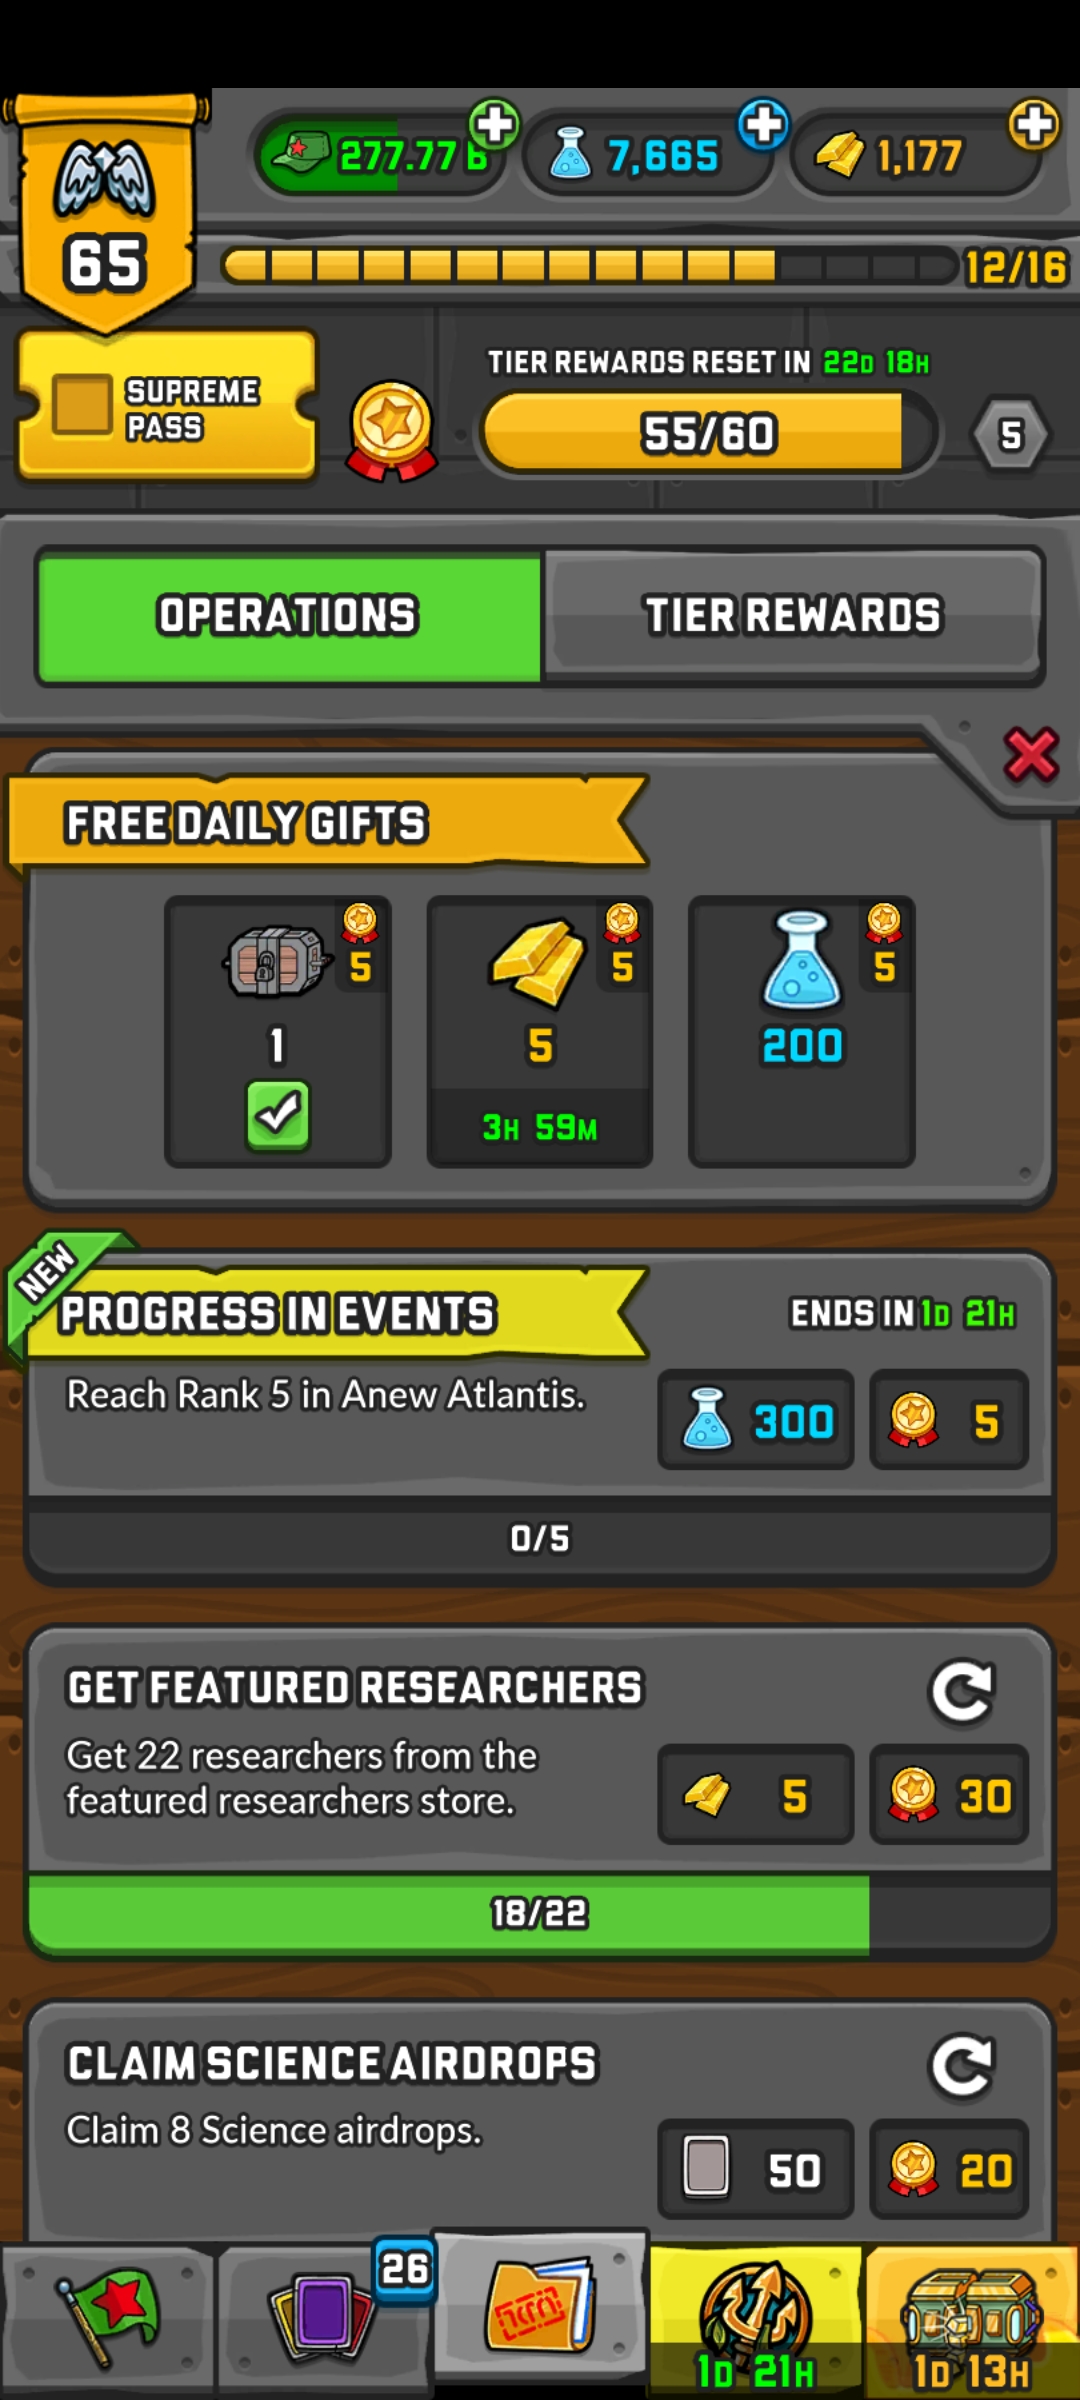 277.77 B
7,665
1,177
65
12/16
SUPREME
PASS
TIER REWARDS RESET IN 22D 18H
55/60
5
OPERATIONS
TIER REWARDS
FREE DAILY GIFTS
5
5
5
1
5
200
3H 59M
NEW
PROGRESS IN EVENTS
ENDS IN 1D 21H
Reach Rank 5 in Anew Atlantis.
300
5
0/5
GET FEATURED RESEARCHERS
Get 22 researchers from the
featured researchers store.
5
30
18/22
CLAIM SCIENCE AIRDROPS
Claim 8 Science airdrops.
50
20
26
1D 21H
1D 13H